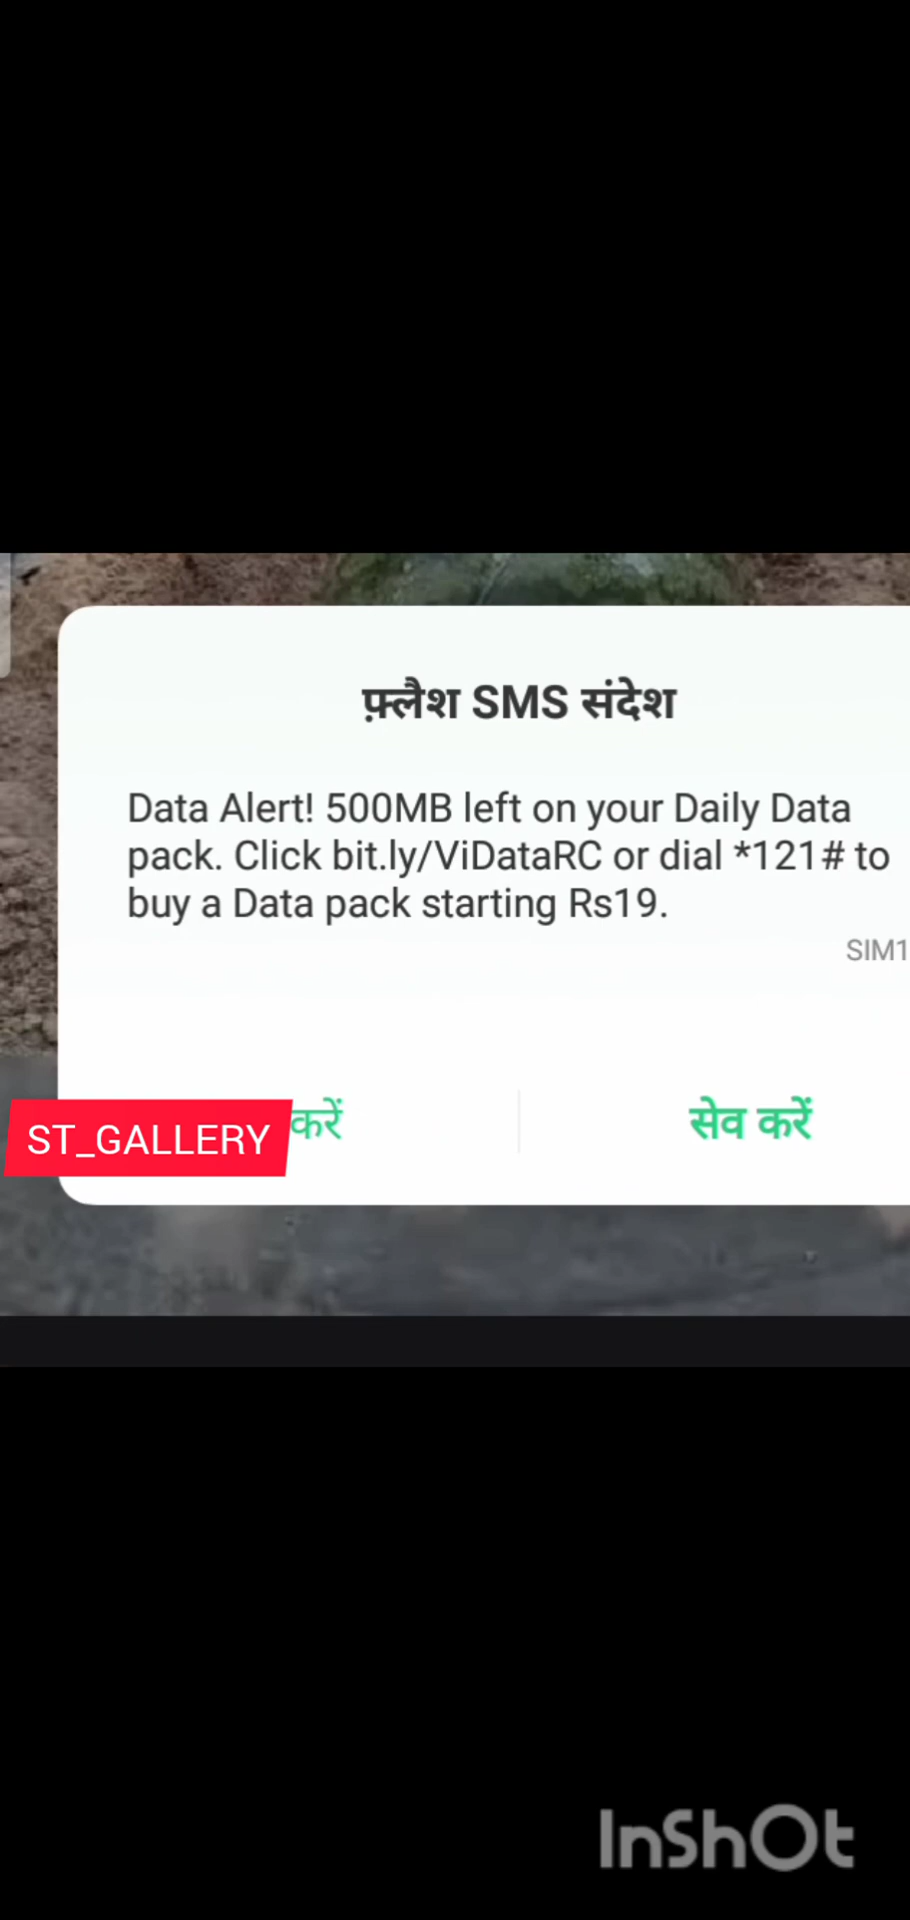 फ़्लैश SMS संदेश
Data Alert! 500MB left on your Daily Data
pack. Click bit.ly/ViDataRC or dial *121# to
buy a Data pack starting Rs19.
SIM1
ST_GALLERY
करें
सेव करें
InShOt